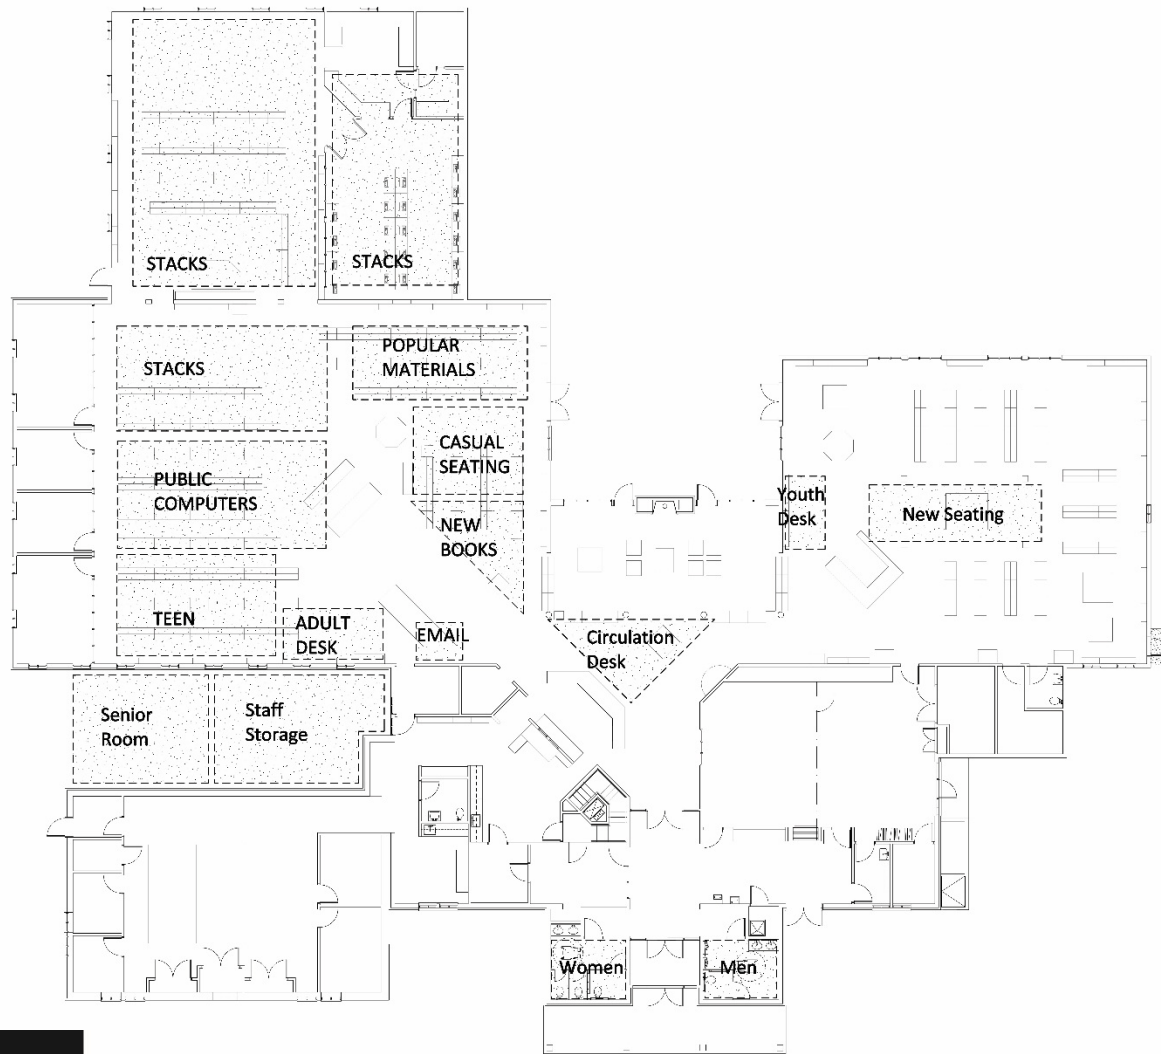 STACKS
STACKS
STACKS
POPULAR
MATERIALS
CASUAL
SEATING
PUBLIC
COMPUTERS
NEW
BOOKS
Youth
Desk
New Seating
TEEN
ADULT
DESK
EMAIL
Circulation
Desk
Senior
Room
Staff
Storage
Women
Men